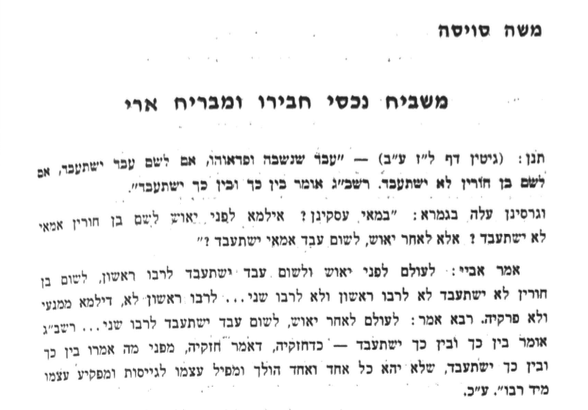 משה סויסה
משביח נכסי חבירו ומבריח ארי
תנן: (גיטין דף ל"ז ע"ב) — "עבד שנשבה ופדאוהו, אם לשם עבד ישתעבד, אם
לשם בן חורין לא ישתעבד. רשב"ג אומר בין כך ובין כך ישתעבד".
וגרסינן עלה בגמרא: "במאי עסקינן? אילמא לפני יאוש לשם בן חורין אמאי
לא ישתעבד? אלא לאחר יאוש, לשום עבד אמאי ישתעבד?"
אמר אביי: לעולם לפני יאוש ולשום עבד ישתעבד לרבו ראשון, לשום בן
חורין לא ישתעבד לא לרבו ראשון ולא לרבו שני... לרבו ראשון לא, דילמא ממנעי
ולא פרקיה. רבא אמר: לעולם לאחר יאוש, לשום עבד ישתעבד לרבו שני... רשב"ג
אומר בין כך ובין כך ישתעבד — כדחזקיה, דאמר חזקיה, מפני מה אמרו בין כך
ובין כך ישתעבד, שלא יהא כל אחד ואחד הולך ומפיל עצמו לגייסות ומפקיע עצמו
מיד רבו". ע"כ.